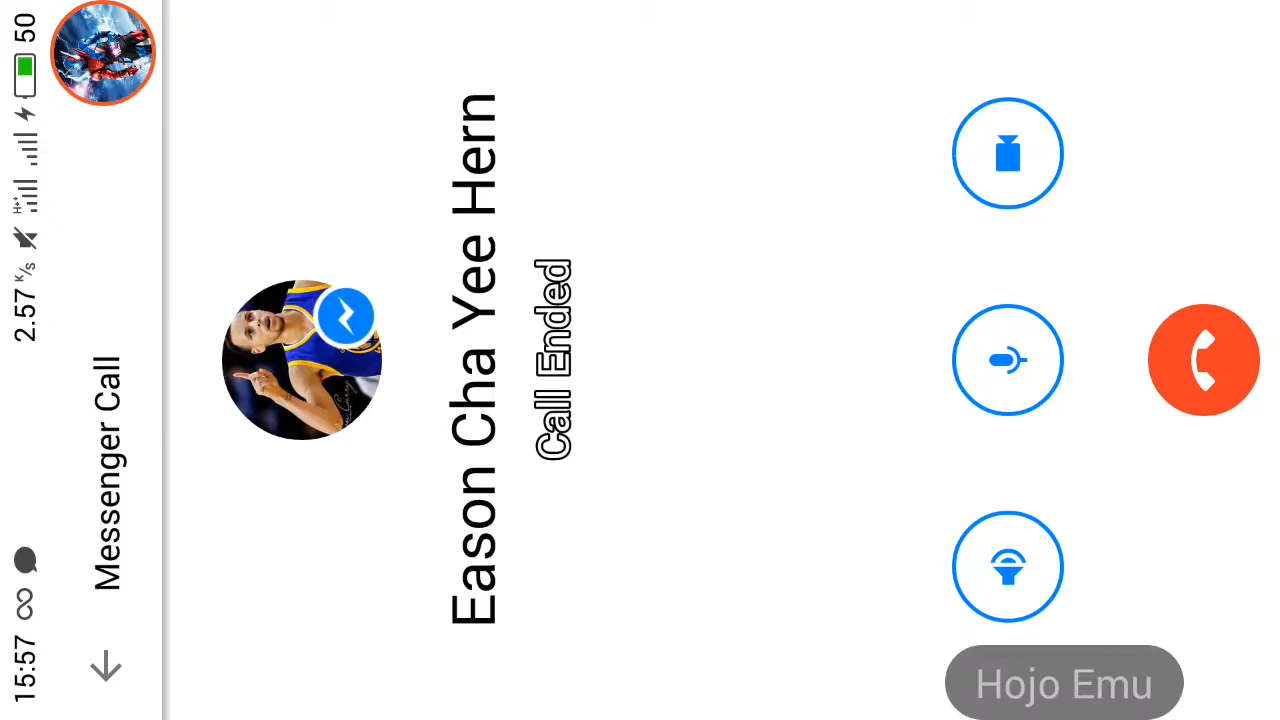 15:57 2.57 K/s H+ 50
Messenger Call
Eason Cha Yee Hern
Call Ended
Hojo Emu